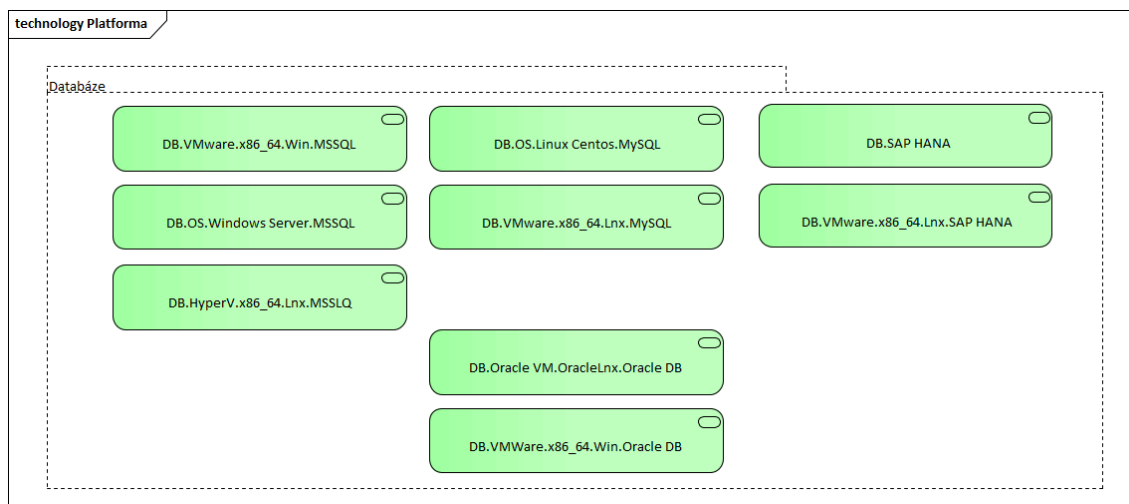 technology Platforma
Databáze
DB.VMware.x86_64.Win.MSSQL
DB.OS.Linux Centos.MySQL
DB.SAP HANA
DB.OS.Windows Server.MSSQL
DB.VMware.x86_64.Lnx.MySQL
DB.VMware.x86_64.Lnx.SAP HANA
DB.HyperV.x86_64.Lnx.MSSLQ
DB.Oracle VM.OracleLnx.Oracle DB
DB.VMWare.x86_64.Win.Oracle DB